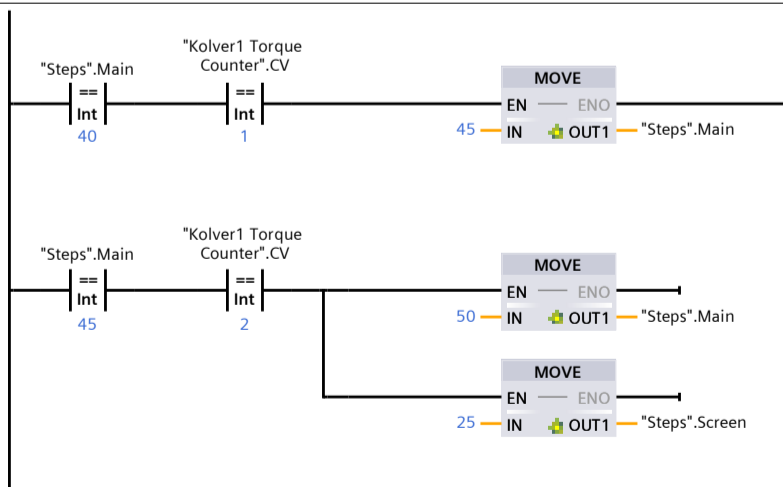 "Kolver1 Torque
"Steps".Main Counter".CV
MOVE
== ==
EN ENO
Int Int
45 IN OUT1 "Steps".Main
40 1
"Kolver1 Torque
"Steps".Main Counter".CV
MOVE
== ==
EN ENO
Int Int
50 IN OUT1 "Steps".Main
45 2
MOVE
EN ENO
25 IN OUT1 "Steps".Screen